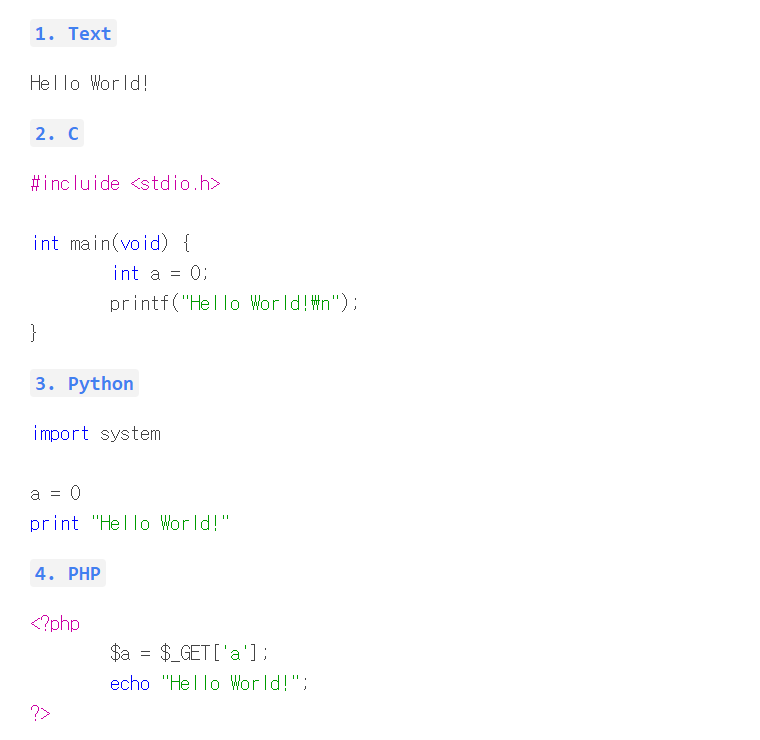 1. Text
Hello World!
2. C
#incluide <stdio.h>
int main(void) {
int a = 0;
printf("Hello World!₩n");
}
3. Python
import system
a = 0
print "Hello World!"
4. PHP
<?php
$a = $_GET['a'];
echo "Hello World!";
?>